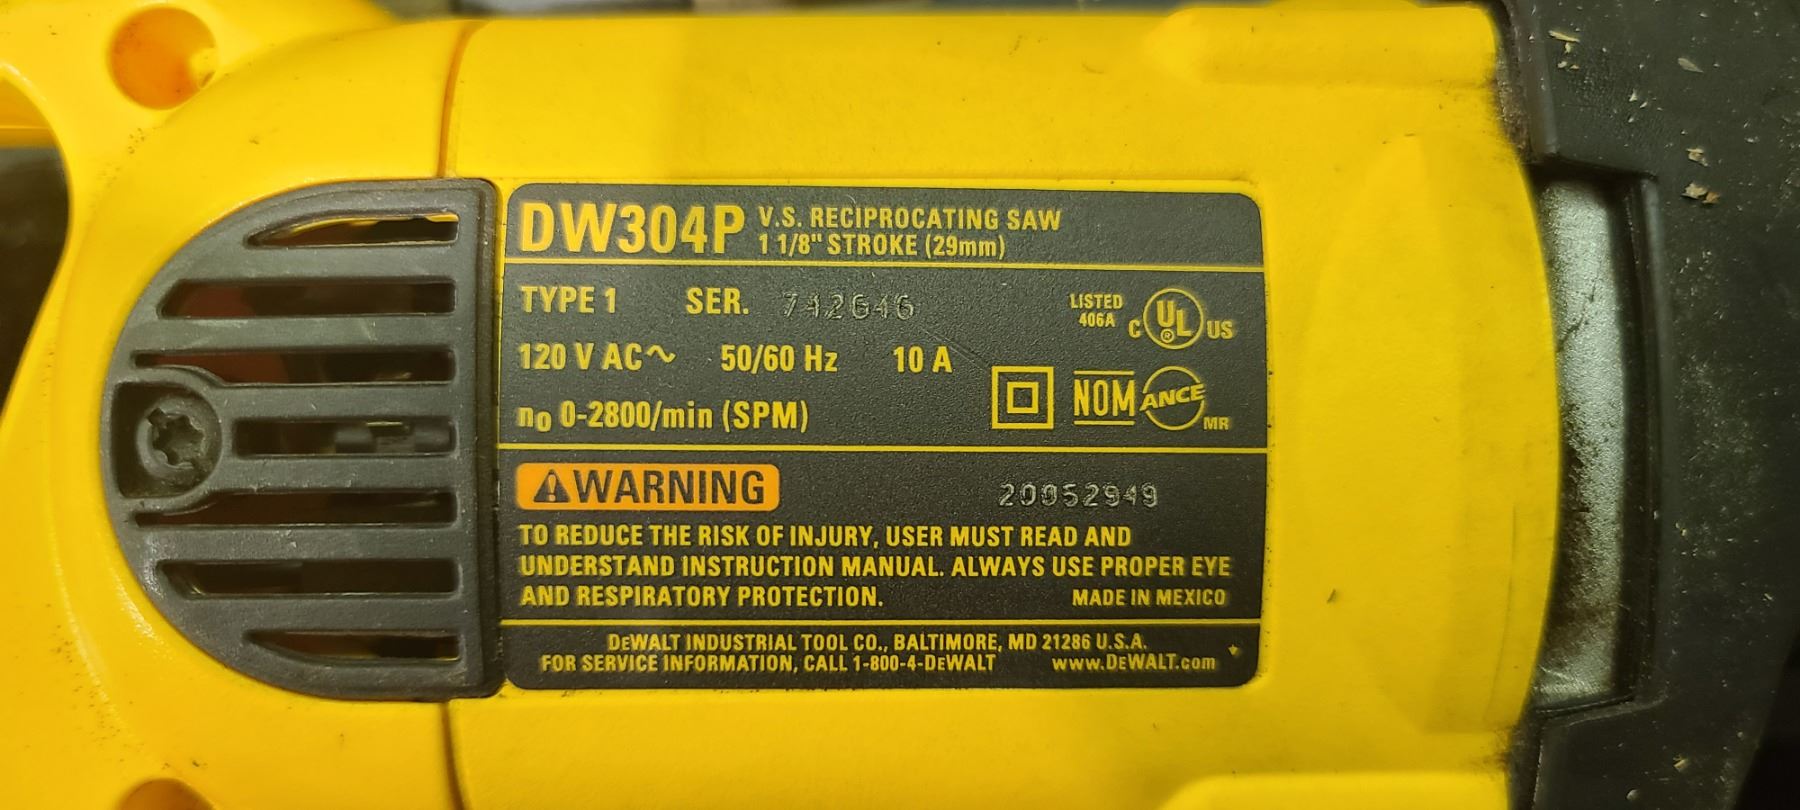 DW304P V.S. RECIPROCATING SAW
1 1/8" STROKE (29mm)
TYPE 1 SER. 742646
LISTED
406A C UL ® US
120 V AC~ 50/60 Hz 10 A
n₀ 0-2800/min (SPM)
NOM ANCE MR
⚠WARNING 20052949
TO REDUCE THE RISK OF INJURY, USER MUST READ AND
UNDERSTAND INSTRUCTION MANUAL. ALWAYS USE PROPER EYE
AND RESPIRATORY PROTECTION. MADE IN MEXICO
DEWALT INDUSTRIAL TOOL CO., BALTIMORE, MD 21286 U.S.A.
FOR SERVICE INFORMATION, CALL 1-800-4-DEWALT www.DEWALT.com